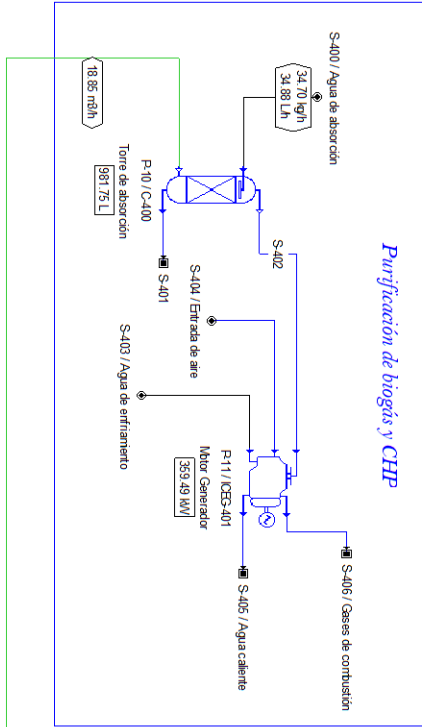 Purificación de biogás y CHP
S-400 / Agua de absorción
34.70 kg/h
34.88 L/h
18.85 m3/h
P-10 / C-400
Torre de absorción
981.75 L
S-401
S-402
S-404 / Entrada de aire
S-403 / Agua de enfriamiento
P-11 / ICEG-401
Motor Generador
359.49 kW
S-406 / Gases de combustión
S-405 / Agua caliente